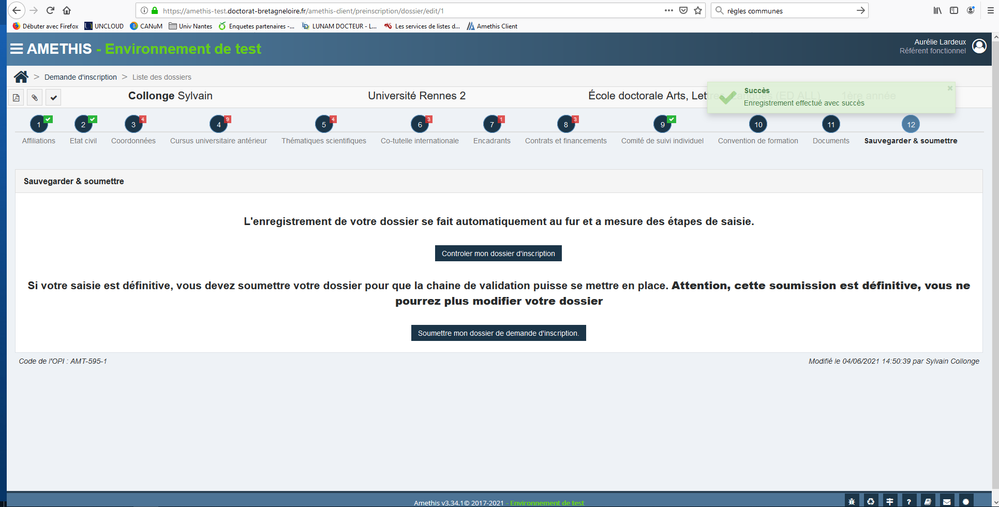 https://amethis-test.doctorat-bretagneloire.fr/amethis-client/preinscription/dossier/edit/1
règles communes
Débuter avec Firefox UNCLOUD CANuM Univ Nantes Enquetes partenaires -... LUNAM DOCTEUR - L... Les services de listes d... Amethis Client
AMETHIS - Environnement de test
Aurélie Lardeux
Référent fonctionnel
> Demande d'inscription > Liste des dossiers
Collonge Sylvain Université Rennes 2 École doctorale Arts, Lettres, Langues (ED ALL) 1ère année
Succès
Enregistrement effectué avec succès
1 2 3 4 4 9 5 4 6 3 7 1 8 3 9 10 11 12
Affiliations Etat civil Coordonnées Cursus universitaire antérieur Thématiques scientifiques Co-tutelle internationale Encadrants Contrats et financements Comité de suivi individuel Convention de formation Documents Sauvegarder & soumettre
Sauvegarder & soumettre
L'enregistrement de votre dossier se fait automatiquement au fur et a mesure des étapes de saisie.
Controler mon dossier d'inscription
Si votre saisie est définitive, vous devez soumettre votre dossier pour que la chaine de validation puisse se mettre en place. Attention, cette soumission est définitive, vous ne
pourrez plus modifier votre dossier
Soumettre mon dossier de demande d'inscription.
Code de l'OPI : AMT-595-1
Modifié le 04/06/2021 14:50:39 par Sylvain Collonge
Amethis v3.34.1© 2017-2021 - Environnement de test